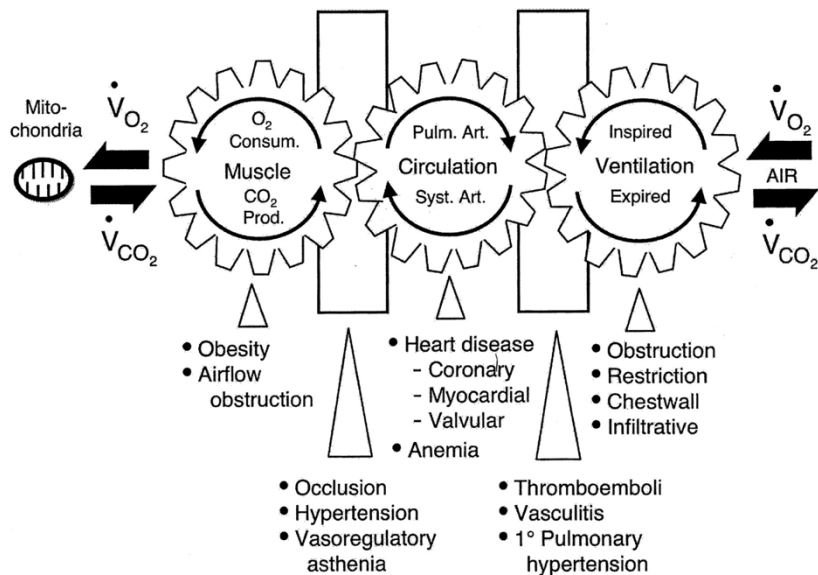 Mito-
chondria
V̇O₂
V̇CO₂
O₂
Consum.
Muscle
CO₂
Prod.
Pulm. Art.
Circulation
Syst. Art.
Inspired
Ventilation
Expired
V̇O₂
AIR
V̇CO₂
• Obesity
• Airflow
obstruction
• Occlusion
• Hypertension
• Vasoregulatory
asthenia
• Heart disease
– Coronary
– Myocardial
– Valvular
• Anemia
• Thromboemboli
• Vasculitis
• 1° Pulmonary
hypertension
• Obstruction
• Restriction
• Chestwall
• Infiltrative